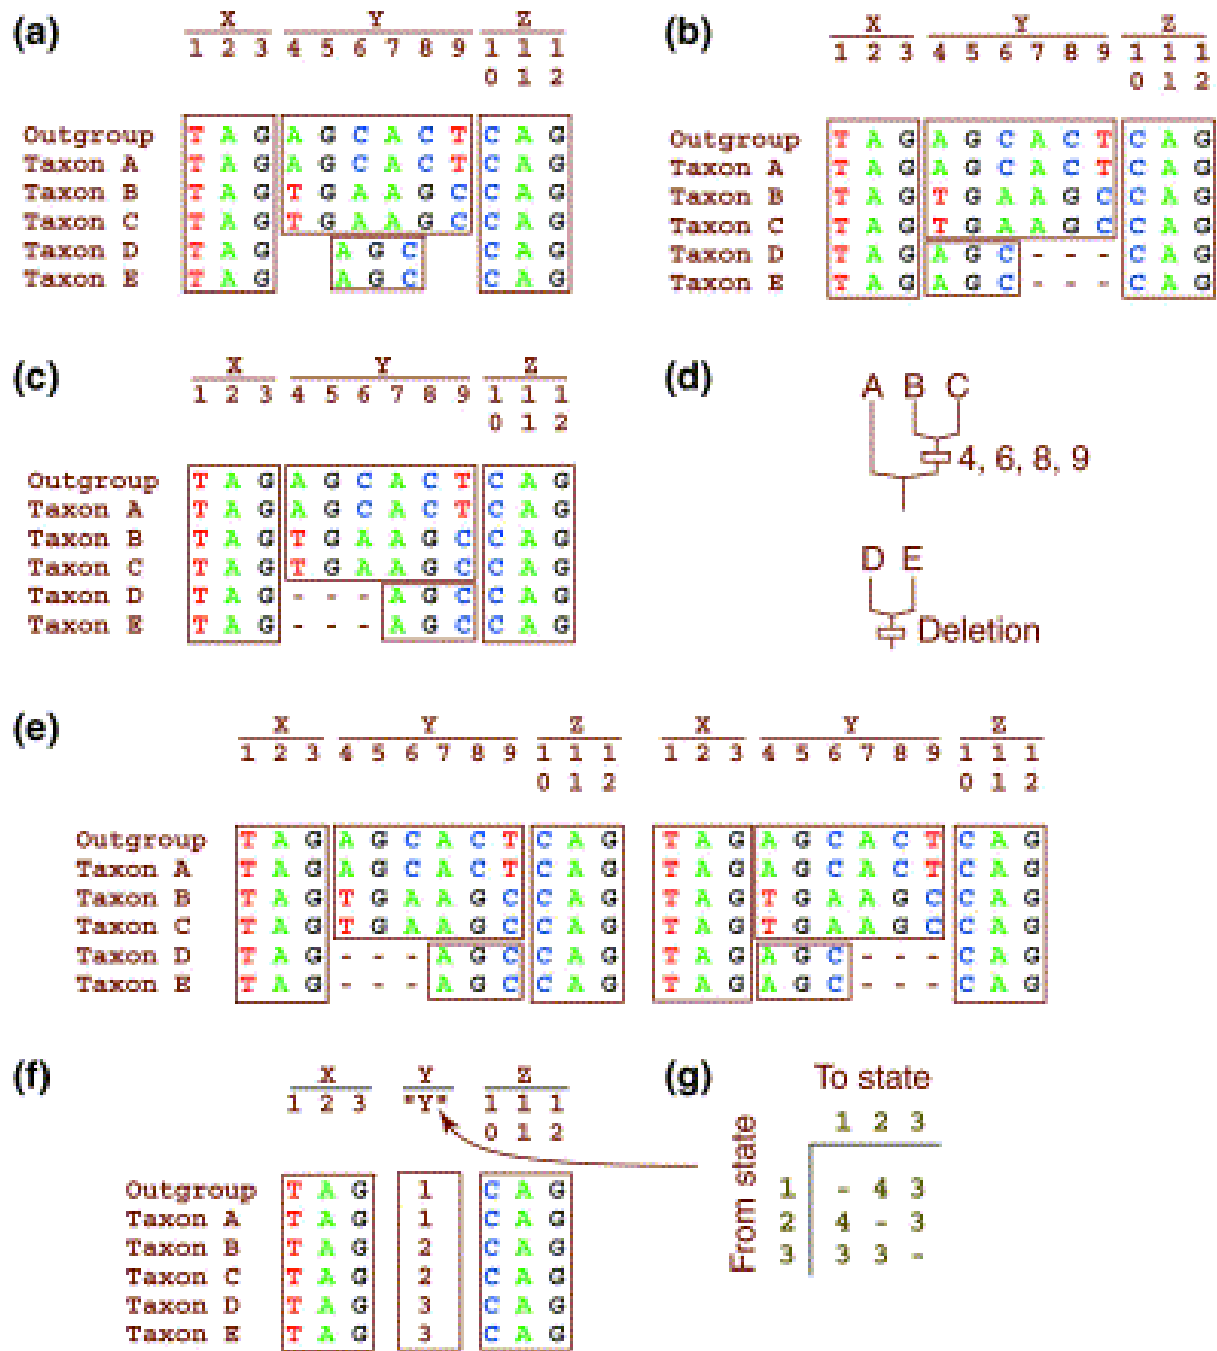 (a)
X Y Z
1 2 3 4 5 6 7 8 9 1 1 1
0 1 2
Outgroup T A G A G C A C T C A G
Taxon A T A G A G C A C T C A G
Taxon B T A G T G A A G C C A G
Taxon C T A G T G A A G C C A G
Taxon D T A G A G C C A G
Taxon E T A G A G C C A G
(b)
X Y Z
1 2 3 4 5 6 7 8 9 1 1 1
0 1 2
Outgroup T A G A G C A C T C A G
Taxon A T A G A G C A C T C A G
Taxon B T A G T G A A G C C A G
Taxon C T A G T G A A G C C A G
Taxon D T A G A G C - - - C A G
Taxon E T A G A G C - - - C A G
(c)
X Y Z
1 2 3 4 5 6 7 8 9 1 1 1
0 1 2
Outgroup T A G A G C A C T C A G
Taxon A T A G A G C A C T C A G
Taxon B T A G T G A A G C C A G
Taxon C T A G T G A A G C C A G
Taxon D T A G - - - A G C C A G
Taxon E T A G - - - A G C C A G
(d)
A B C
4, 6, 8, 9
D E
Deletion
(e)
X Y Z X Y Z
1 2 3 4 5 6 7 8 9 1 1 1 1 2 3 4 5 6 7 8 9 1 1 1
0 1 2 0 1 2
Outgroup T A G A G C A C T C A G T A G A G C A C T C A G
Taxon A T A G A G C A C T C A G T A G A G C A C T C A G
Taxon B T A G T G A A G C C A G T A G T G A A G C C A G
Taxon C T A G T G A A G C C A G T A G T G A A G C C A G
Taxon D T A G - - - A G C C A G T A G A G C - - - C A G
Taxon E T A G - - - A G C C A G T A G A G C - - - C A G
(f)
X Y Z
1 2 3 "Y" 1 1 1
0 1 2
Outgroup T A G 1 C A G
Taxon A T A G 1 C A G
Taxon B T A G 2 C A G
Taxon C T A G 2 C A G
Taxon D T A G 3 C A G
Taxon E T A G 3 C A G
(g)
To state
1 2 3
From state
1 - 4 3
2 4 - 3
3 3 3 -